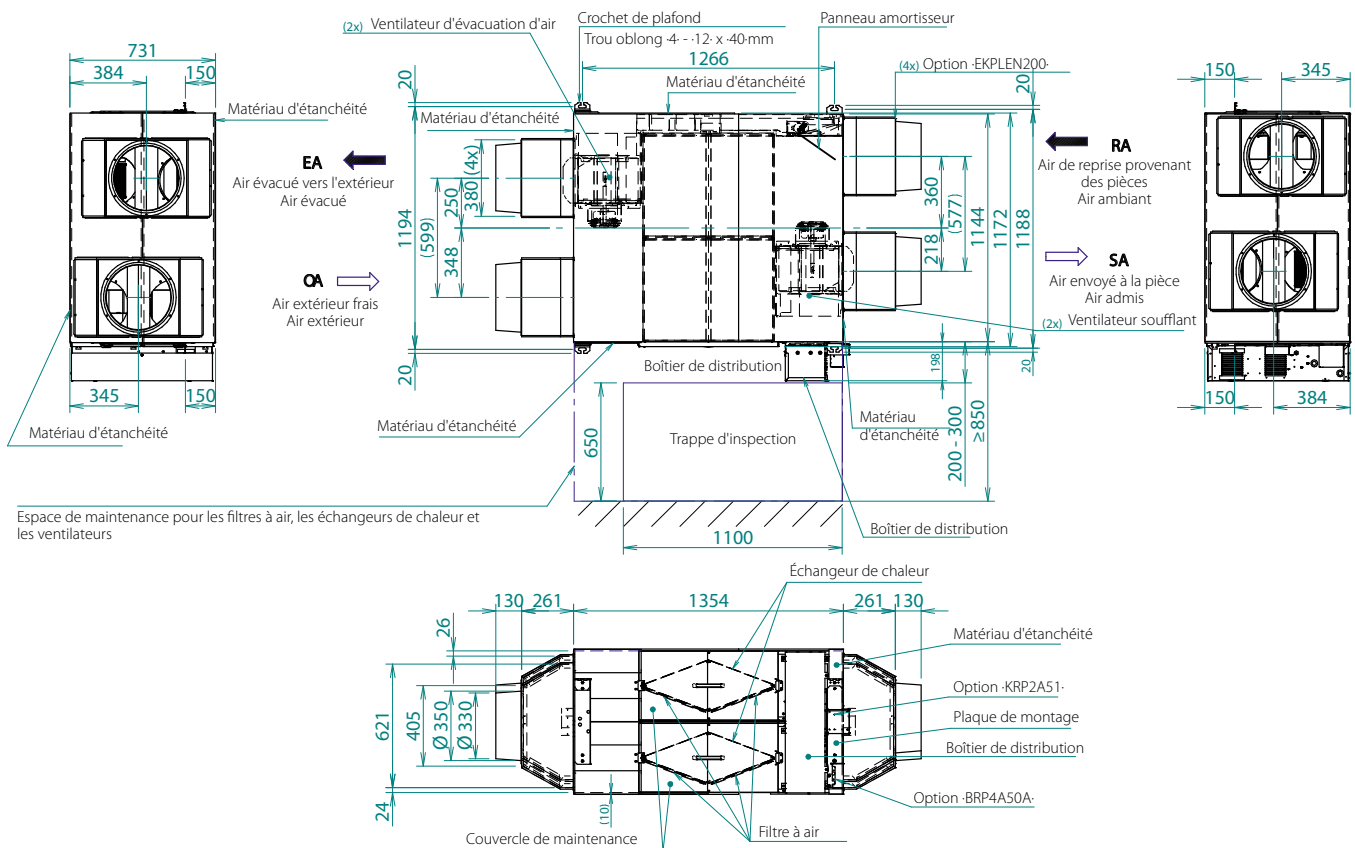 (2x) Ventilateur d'évacuation d'air
Crochet de plafond
Trou oblong ·4· - ·12· x ·40·mm
Panneau amortisseur
(4x) Option ·EKPLEN200·
731
384
150
20
1266
Matériau d'étanchéité
150
345
20
Matériau d'étanchéité
Matériau d'étanchéité
EA
Air évacué vers l'extérieur
Air évacué
OA
Air extérieur frais
Air extérieur
1194
(599)
250
348
380 (4x)
20
360
218
(577)
1144
1172
1188
RA
Air de reprise provenant
des pièces
Air ambiant
SA
Air envoyé à la pièce
Air admis
(2x) Ventilateur soufflant
345
150
Matériau d'étanchéité
Matériau d'étanchéité
Boîtier de distribution
198
20
Matériau
d'étanchéité
200 - 300
≥850
150
384
650
Trappe d'inspection
Espace de maintenance pour les filtres à air, les échangeurs de chaleur et
les ventilateurs
1100
Boîtier de distribution
Échangeur de chaleur
130
261
1354
261
130
26
621
405
Ø 350
Ø 330
24
(10)
Matériau d'étanchéité
Option ·KRP2A51·
Plaque de montage
Boîtier de distribution
Option ·BRP4A50A·
Couvercle de maintenance
Filtre à air